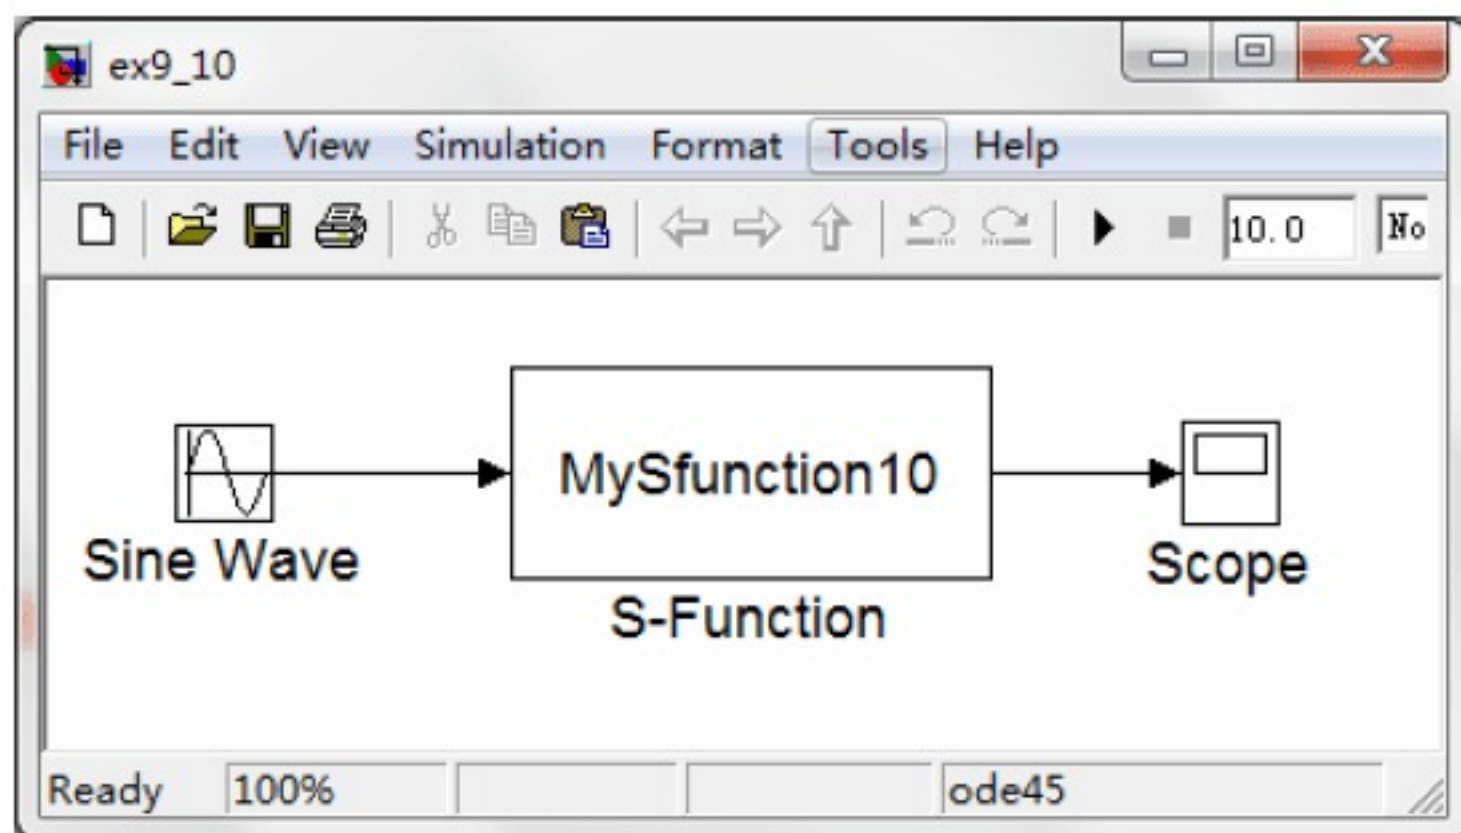 ex9_10
File Edit View Simulation Format Tools Help
10.0 No
MySfunction10
Sine Wave
Scope
S-Function
Ready 100% ode45